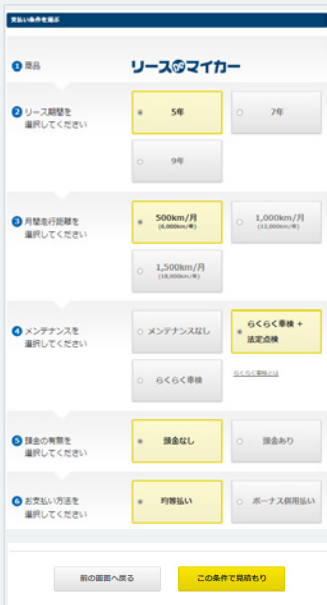 支払い条件を選ぶ
1 商品
リースdeマイカー
2 リース期間を
選択してください
5年
7年
9年
3 月間走行距離を
選択してください
500km/月
(6,000km/年)
1,000km/月
(12,000km/年)
1,500km/月
(18,000km/年)
4 メンテナンスを
選択してください
メンテナンスなし
らくらく車検 +
法定点検
らくらく車検
らくらく車検とは
5 頭金の有無を
選択してください
頭金なし
頭金あり
6 お支払い方法を
選択してください
均等払い
ボーナス併用払い
前の画面へ戻る
この条件で見積もり